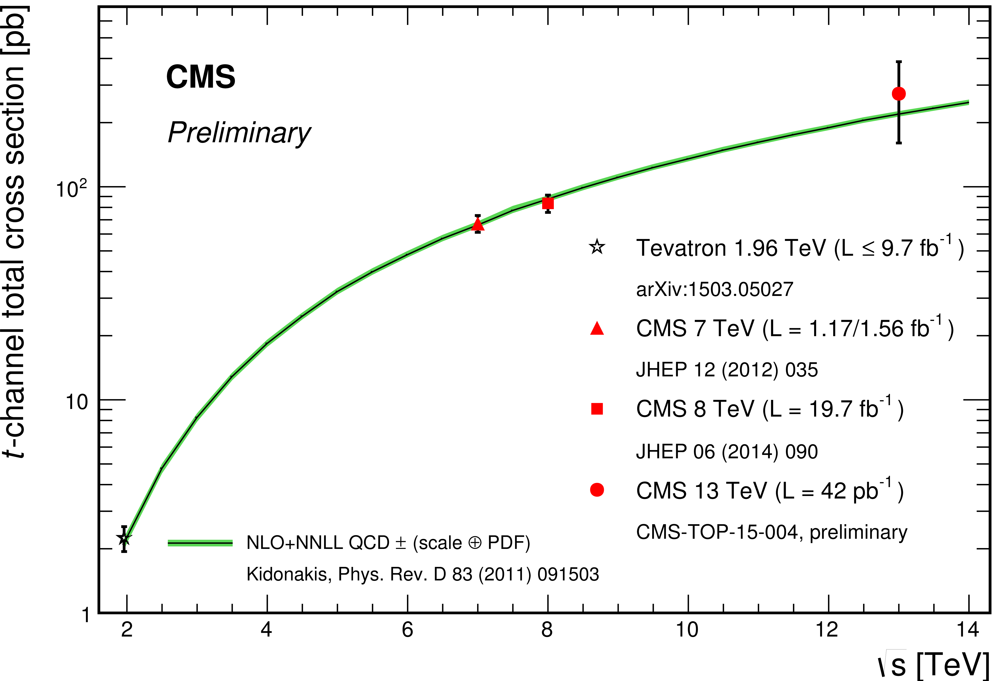 t-channel total cross section [pb]
CMS
Preliminary
10²
10
1
Tevatron 1.96 TeV (L ≤ 9.7 fb⁻¹)
arXiv:1503.05027
CMS 7 TeV (L = 1.17/1.56 fb⁻¹)
JHEP 12 (2012) 035
CMS 8 TeV (L = 19.7 fb⁻¹)
JHEP 06 (2014) 090
CMS 13 TeV (L = 42 pb⁻¹)
CMS-TOP-15-004, preliminary
NLO+NNLL QCD ± (scale ⊕ PDF)
Kidonakis, Phys. Rev. D 83 (2011) 091503
2 4 6 8 10 12 14
√s [TeV]